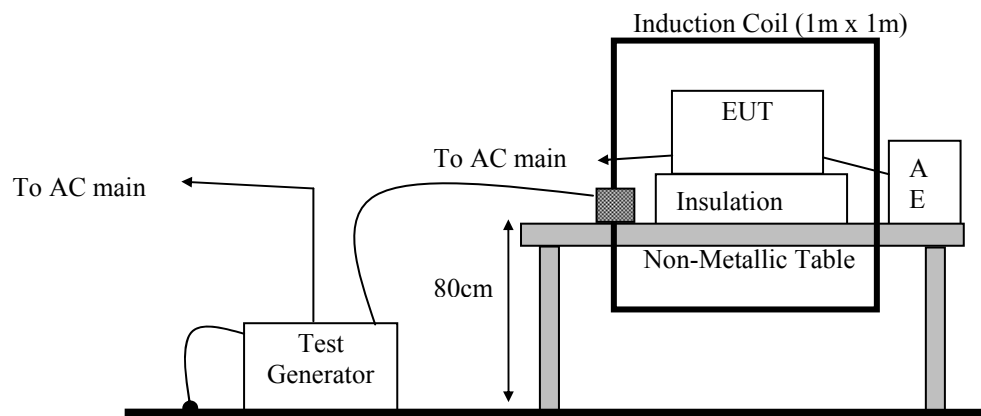 Induction Coil (1m x 1m)
EUT
To AC main
A
E
To AC main
Insulation
Non-Metallic Table
80cm
Test
Generator